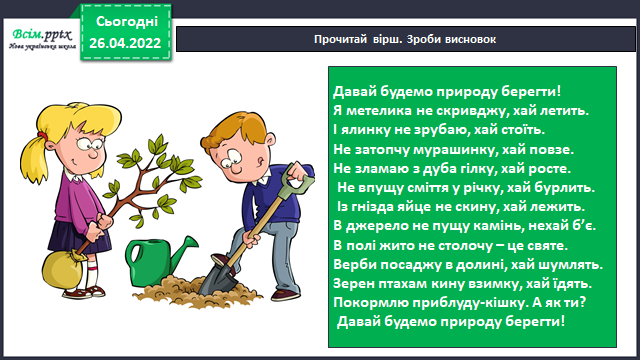 Всім.pptx
Нова українська школа
Сьогодні
26.04.2022
Прочитай вірш. Зроби висновок
Давай будемо природу берегти!
Я метелика не скривджу, хай летить.
І ялинку не зрубаю, хай стоїть.
Не затопчу мурашинку, хай повзе.
Не зламаю з дуба гілку, хай росте.
Не впущу сміття у річку, хай бурлить.
Із гнізда яйце не скину, хай лежить.
В джерело не пущу камінь, нехай б’є.
В полі жито не столочу – це святе.
Верби посаджу в долині, хай шумлять.
Зерен птахам кину взимку, хай їдять.
Покормлю приблуду-кішку. А як ти?
Давай будемо природу берегти!